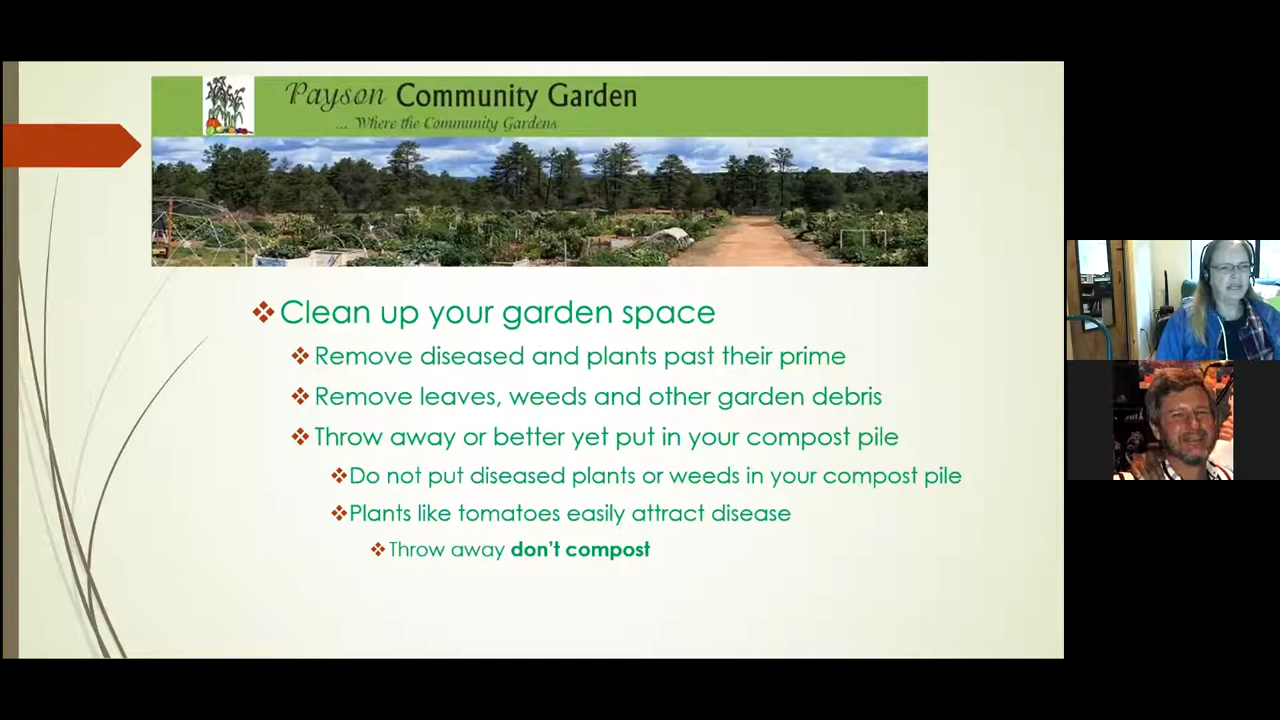 Payson Community Garden
... Where the Community Gardens
Clean up your garden space
Remove diseased and plants past their prime
Remove leaves, weeds and other garden debris
Throw away or better yet put in your compost pile
Do not put diseased plants or weeds in your compost pile
Plants like tomatoes easily attract disease
Throw away don't compost